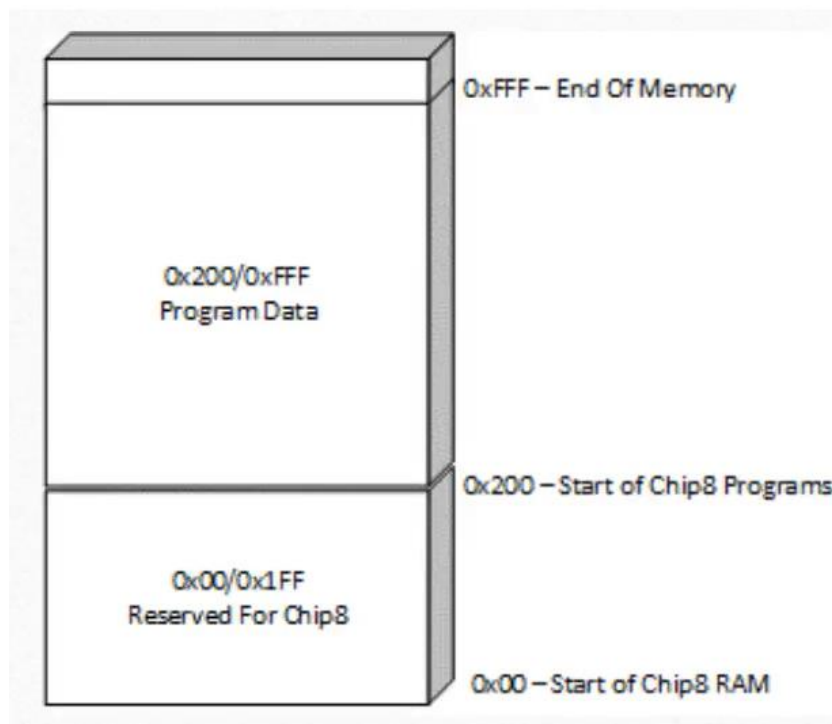 0xFFF – End Of Memory
0x200/0xFFF
Program Data
0x200 – Start of Chip8 Programs
0x00/0x1FF
Reserved For Chip8
0x00 – Start of Chip8 RAM